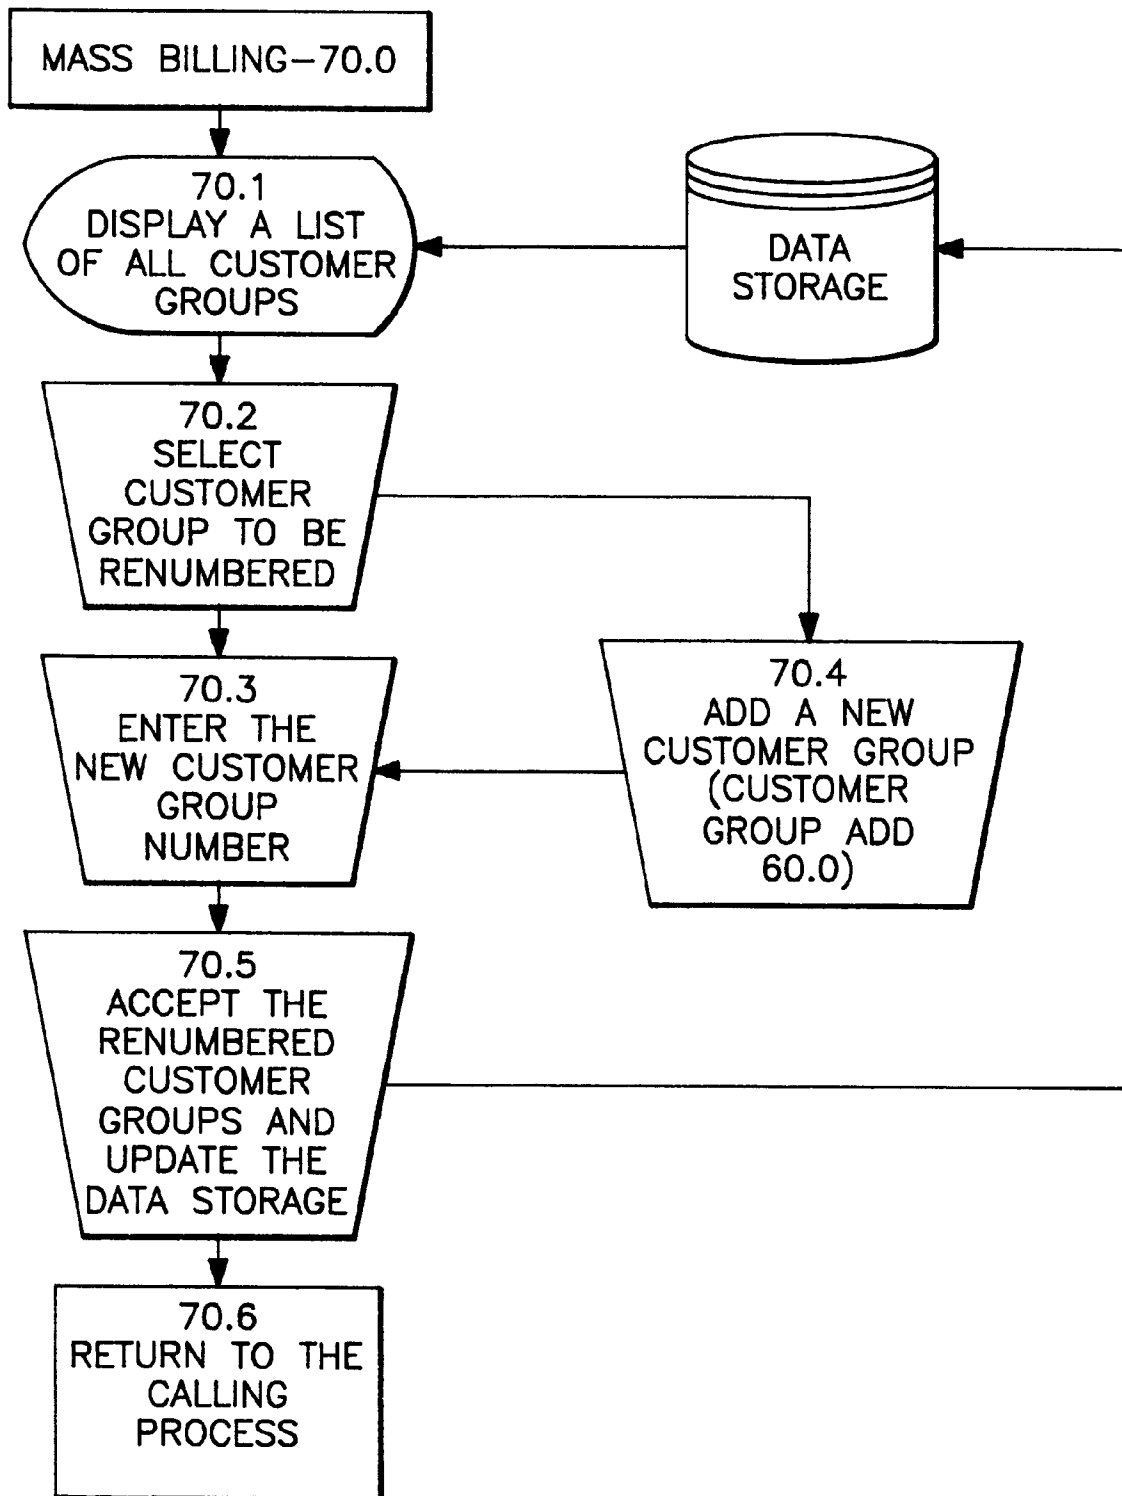 MASS BILLING-70.0
70.1
DISPLAY A LIST
OF ALL CUSTOMER
GROUPS
DATA
STORAGE
70.2
SELECT
CUSTOMER
GROUP TO BE
RENUMBERED
70.3
ENTER THE
NEW CUSTOMER
GROUP
NUMBER
70.4
ADD A NEW
CUSTOMER GROUP
(CUSTOMER
GROUP ADD
60.0)
70.5
ACCEPT THE
RENUMBERED
CUSTOMER
GROUPS AND
UPDATE THE
DATA STORAGE
70.6
RETURN TO THE
CALLING
PROCESS